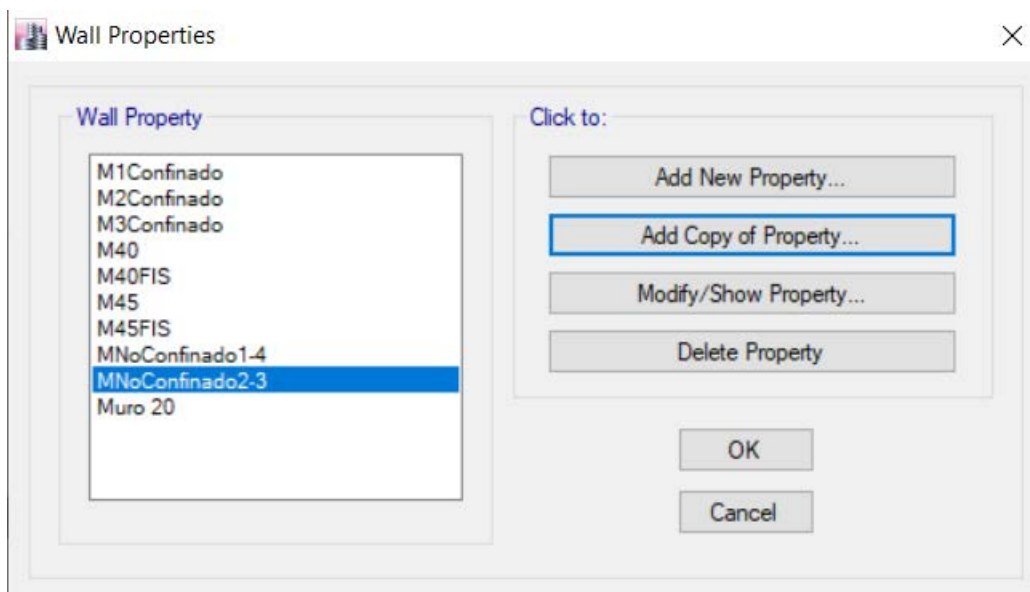 Wall Properties
Wall Property
M1Confinado
M2Confinado
M3Confinado
M40
M40FIS
M45
M45FIS
MNoConfinado1-4
MNoConfinado2-3
Muro 20
Click to:
Add New Property...
Add Copy of Property...
Modify/Show Property...
Delete Property
OK
Cancel